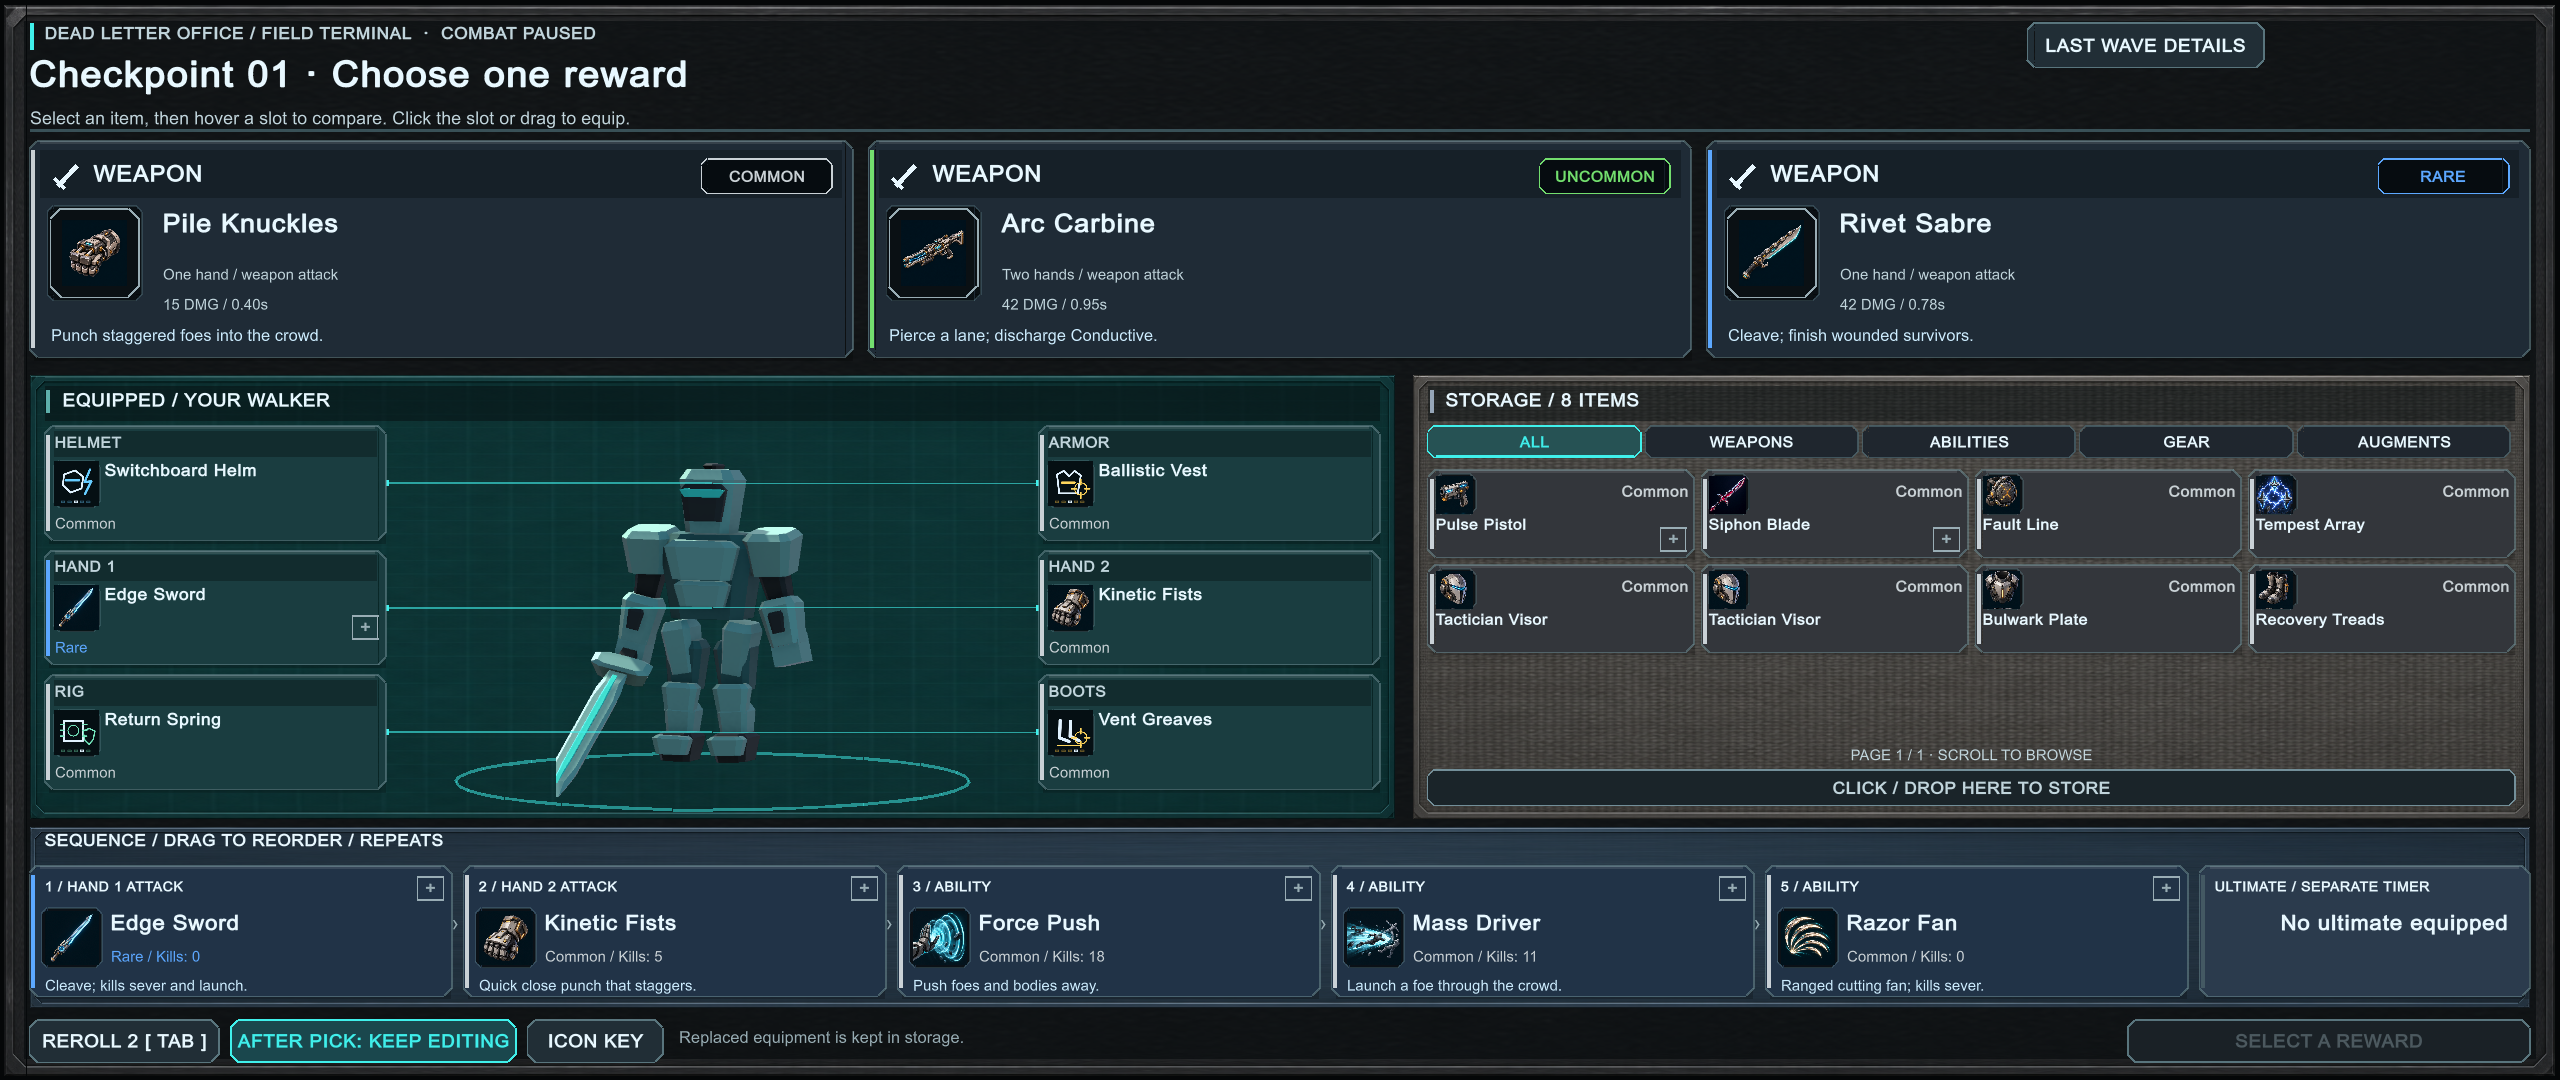 DEAD LETTER OFFICE / FIELD TERMINAL · COMBAT PAUSED
LAST WAVE DETAILS
Checkpoint 01 · Choose one reward
Select an item, then hover a slot to compare. Click the slot or drag to equip.
WEAPON
COMMON
Pile Knuckles
One hand / weapon attack
15 DMG / 0.40s
Punch staggered foes into the crowd.
WEAPON
UNCOMMON
Arc Carbine
Two hands / weapon attack
42 DMG / 0.95s
Pierce a lane; discharge Conductive.
WEAPON
RARE
Rivet Sabre
One hand / weapon attack
42 DMG / 0.78s
Cleave; finish wounded survivors.
EQUIPPED / YOUR WALKER
HELMET
Switchboard Helm
Common
HAND 1
Edge Sword
+
Rare
RIG
Return Spring
Common
ARMOR
Ballistic Vest
Common
HAND 2
Kinetic Fists
Common
BOOTS
Vent Greaves
Common
STORAGE / 8 ITEMS
ALL
WEAPONS
ABILITIES
GEAR
AUGMENTS
Common
Pulse Pistol
+
Common
Siphon Blade
+
Common
Fault Line
Common
Tempest Array
Common
Tactician Visor
Common
Tactician Visor
Common
Bulwark Plate
Common
Recovery Treads
PAGE 1 / 1 · SCROLL TO BROWSE
CLICK / DROP HERE TO STORE
SEQUENCE / DRAG TO REORDER / REPEATS
1 / HAND 1 ATTACK
+
Edge Sword
Rare / Kills: 0
Cleave; kills sever and launch.
›
2 / HAND 2 ATTACK
+
Kinetic Fists
Common / Kills: 5
Quick close punch that staggers.
›
3 / ABILITY
+
Force Push
Common / Kills: 18
Push foes and bodies away.
›
4 / ABILITY
+
Mass Driver
Common / Kills: 11
Launch a foe through the crowd.
›
5 / ABILITY
+
Razor Fan
Common / Kills: 0
Ranged cutting fan; kills sever.
ULTIMATE / SEPARATE TIMER
No ultimate equipped
REROLL 2 [ TAB ]
AFTER PICK: KEEP EDITING
ICON KEY
Replaced equipment is kept in storage.
SELECT A REWARD